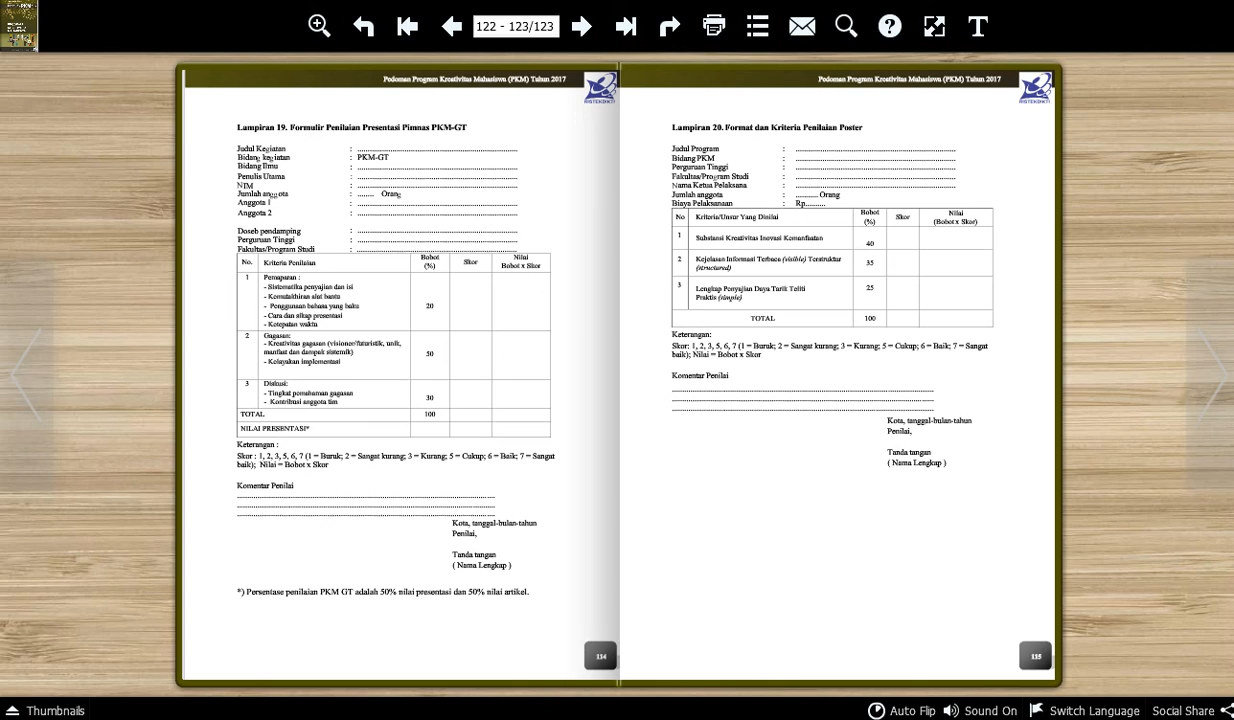 122 - 123/123
Pedoman Program Kreativitas Mahasiswa (PKM) Tahun 2017
RISTEKDIKTI
Lampiran 19. Formulir Penilaian Presentasi Pimnas PKM-GT
Judul Kegiatan : ........................................................................
Bidang kegiatan : PKM-GT
Bidang Ilmu : ........................................................................
Penulis Utama : ........................................................................
NIM : ........................................................................
Jumlah anggota : ........ Orang
Anggota 1 : ........................................................................
Anggota 2 : ........................................................................
Doseb pendamping : ........................................................................
Perguruan Tinggi : ........................................................................
Fakultas/Program Studi : ........................................................................
No. Kriteria Penilaian Bobot (%) Skor Nilai Bobot x Skor
1 Pemaparan :
- Sistematika penyajian dan isi
- Kemutakhiran alat bantu
- Penggunaan bahasa yang baku 20
- Cara dan sikap presentasi
- Ketepatan waktu
2 Gagasan:
- Kreativitas gagasan (visioner/futuristik, unik,
manfaat dan dampak sistemik) 50
- Kelayakan implementasi
3 Diskusi:
- Tingkat pemahaman gagasan
- Kontribusi anggota tim 30
TOTAL 100
NILAI PRESENTASI*
Keterangan :
Skor : 1, 2, 3, 5, 6, 7 (1 = Buruk; 2 = Sangat kurang; 3 = Kurang; 5 = Cukup; 6 = Baik; 7 = Sangat
baik); Nilai = Bobot x Skor
Komentar Penilai
........................................................................
........................................................................
........................................................................
Kota, tanggal-bulan-tahun
Penilai,
Tanda tangan
( Nama Lengkap )
*) Persentase penilaian PKM GT adalah 50% nilai presentasi dan 50% nilai artikel.
114
Pedoman Program Kreativitas Mahasiswa (PKM) Tahun 2017
RISTEKDIKTI
Lampiran 20. Format dan Kriteria Penilaian Poster
Judul Program : ........................................................................
Bidang PKM : ........................................................................
Perguruan Tinggi : ........................................................................
Fakultas/Program Studi : ........................................................................
Nama Ketua Pelaksana : ........................................................................
Jumlah anggota : .......... Orang
Biaya Pelaksanaan : Rp..........
No Kriteria/Unsur Yang Dinilai Bobot (%) Skor Nilai (Bobot x Skor)
1 Substansi Kreativitas Inovasi Kemanfaatan 40
2 Kejelasan Informasi Terbaca (visible) Terstruktur 35
(structured)
3 Lengkap Penyajian Daya Tarik Teliti 25
Praktis (simple)
TOTAL 100
Keterangan:
Skor: 1, 2, 3, 5, 6, 7 (1 = Buruk; 2 = Sangat kurang; 3 = Kurang; 5 = Cukup; 6 = Baik; 7 = Sangat
baik); Nilai = Bobot x Skor
Komentar Penilai
........................................................................
........................................................................
........................................................................
Kota, tanggal-bulan-tahun
Penilai,
Tanda tangan
( Nama Lengkap )
115
Thumbnails
Auto Flip
Sound On
Switch Language
Social Share